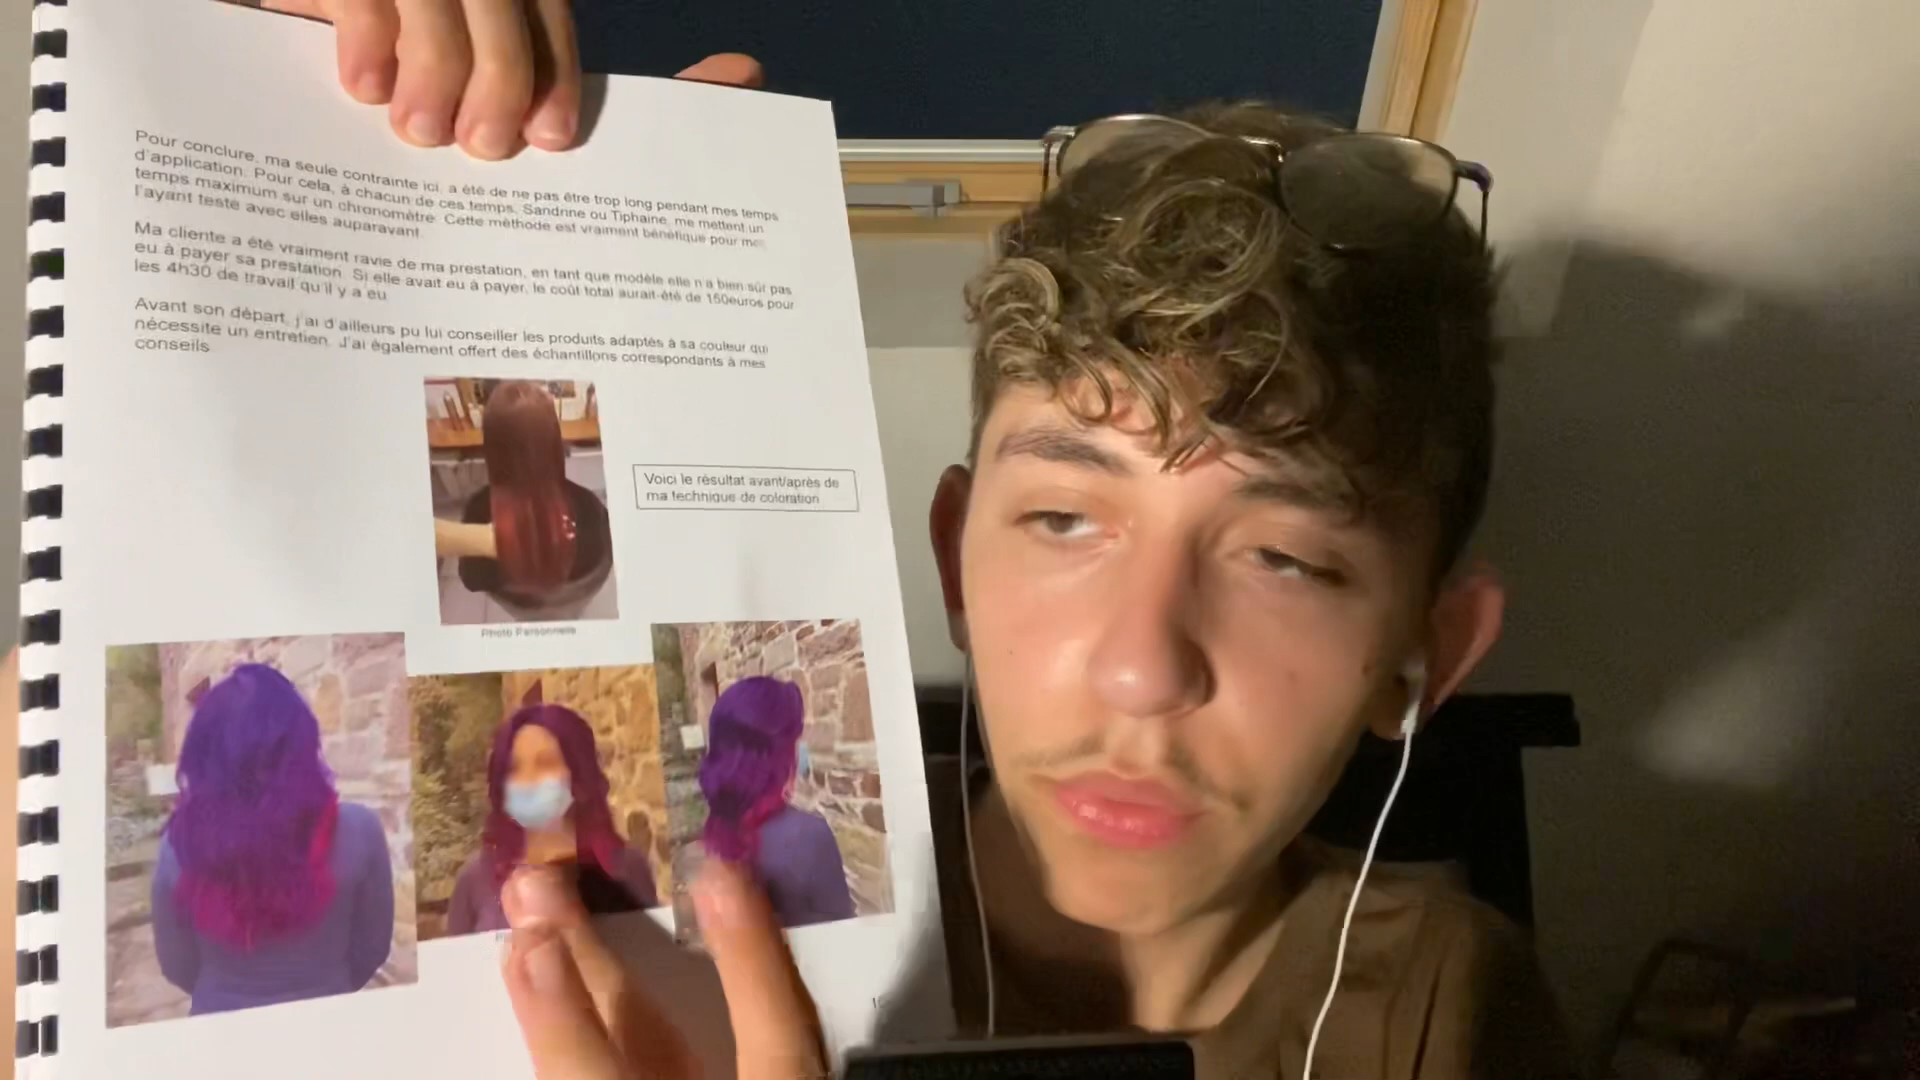 Pour conclure, ma seule contrainte ici, a été de ne pas être trop long pendant mes temps
d'application. Pour cela, à chacun de ces temps, Sandrine ou Tiphaine, me mettent un
temps maximum sur un chronomètre. Cette méthode est vraiment bénéfique pour moi
l'ayant testé avec elles auparavant.
Ma cliente a été vraiment ravie de ma prestation, en tant que modèle elle n'a bien sûr pas
eu à payer sa prestation. Si elle avait eu à payer, le coût total aurait-été de 150euros pour
les 4h30 de travail qu'il y a eu.
Avant son départ, j'ai d'ailleurs pu lui conseiller les produits adaptés à sa couleur qui
nécessite un entretien. J'ai également offert des échantillons correspondants à mes
conseils.
Voici le résultat avant/après de
ma technique de coloration
Photo Personnelle